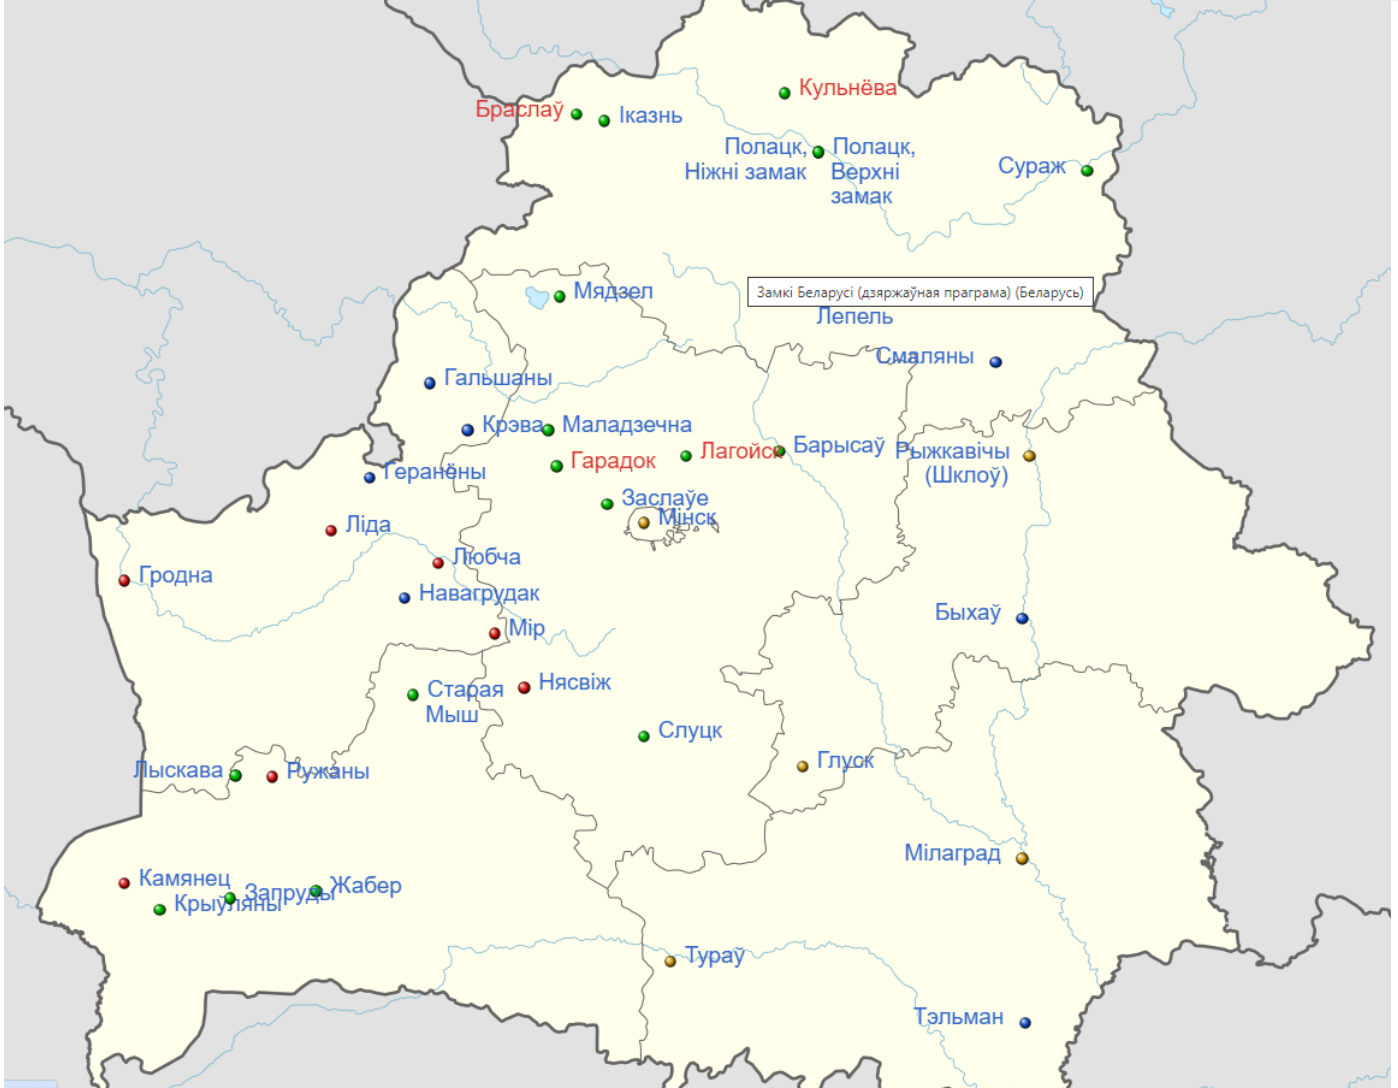 Кульнёва
Браслаў
Іказнь
Полацк,
Ніжні замак
Полацк,
Верхні
замак
Сураж
Мядзел
Замкі Беларусі (дзяржаўная праграма) (Беларусь)
Лепель
Смаляны
Гальшаны
Крэва
Маладзечна
Барысаў
Лагойск
Рыжкавічы
(Шклоў)
Гарадок
Геранёны
Заслаўе
Мінск
Ліда
Любча
Гродна
Навагрудак
Быхаў
Мір
Нясвіж
Старая
Мыш
Слуцк
Глуск
Лыскава
Ружаны
Мілаград
Камянец
Жабер
Запруды
Крыўляны
Тураў
Тэльман